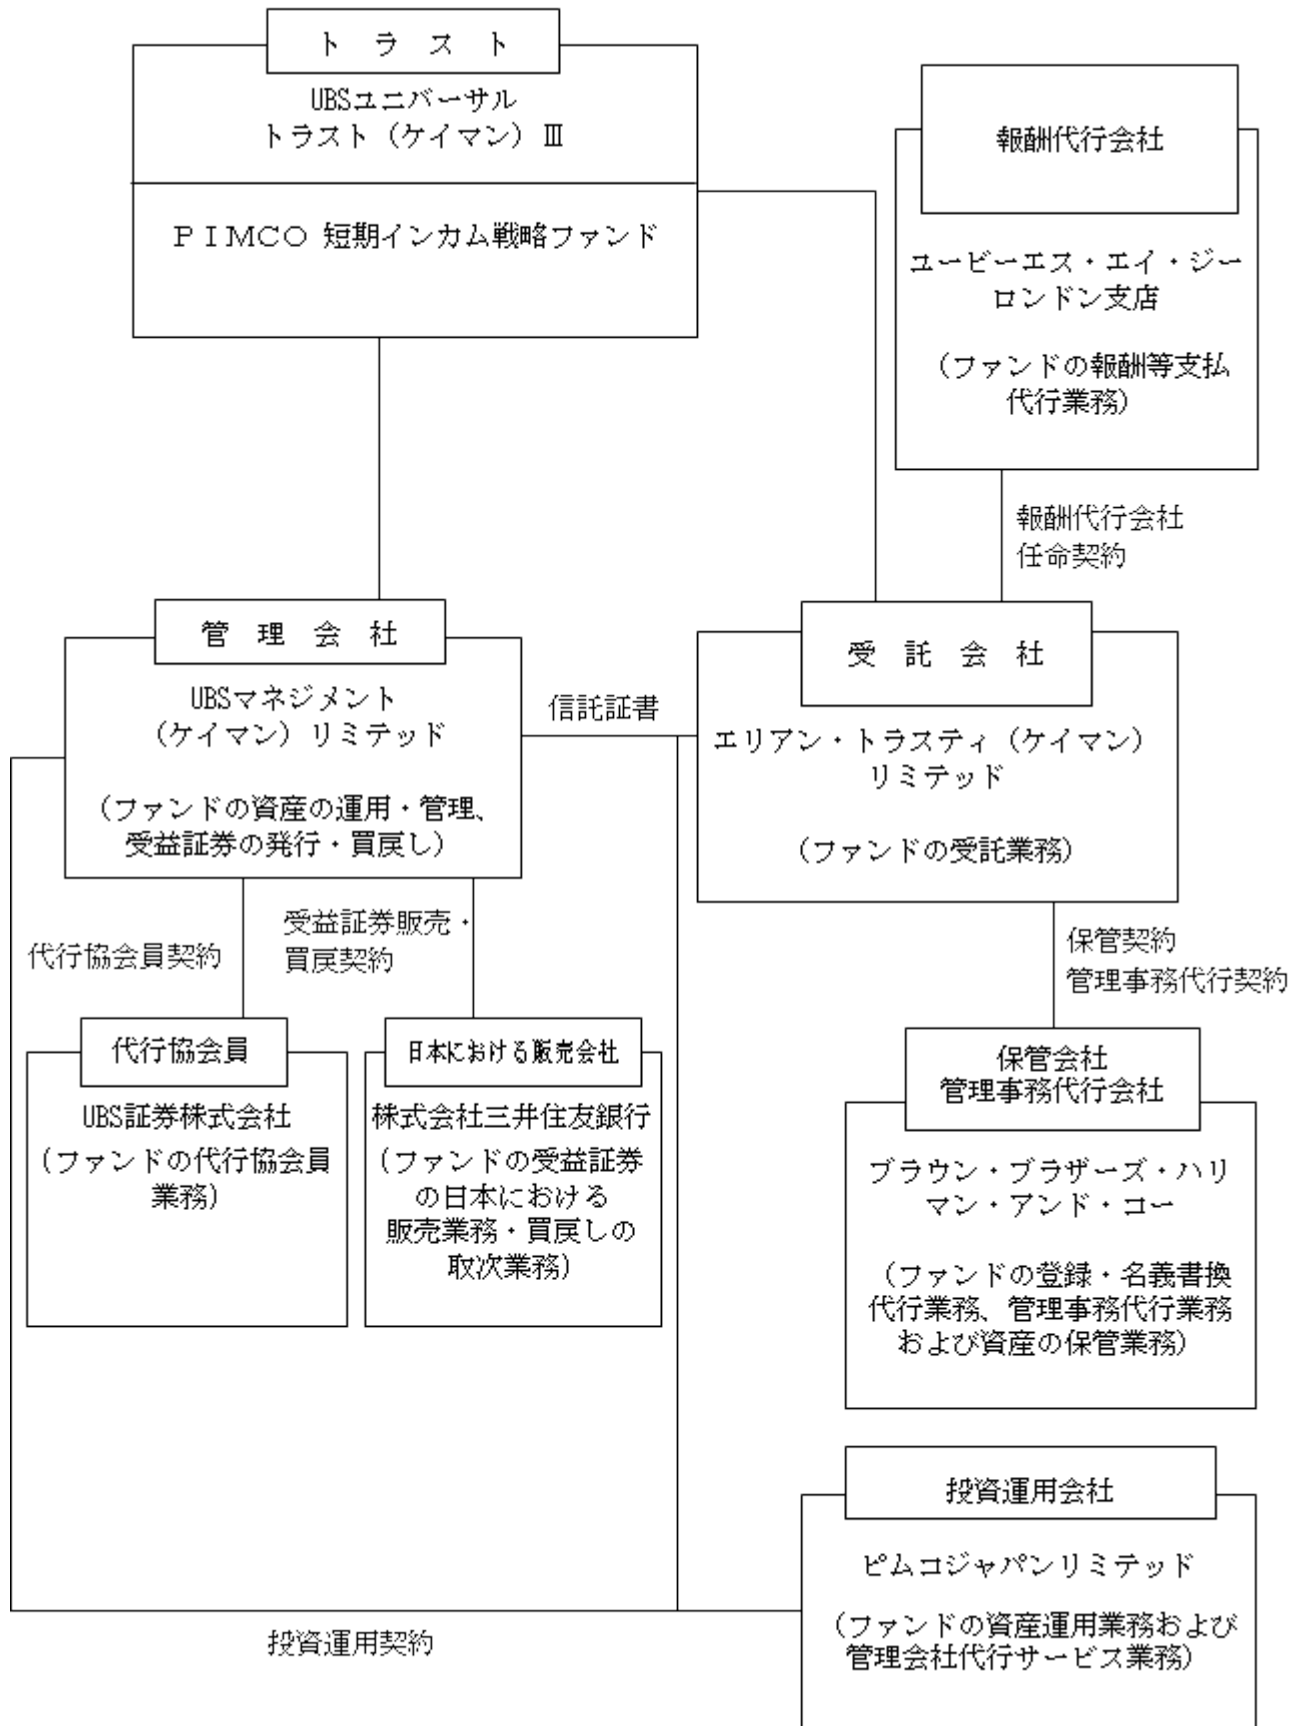 トラスト
UBSユニバーサル
トラスト（ケイマン）Ⅲ
ＰＩＭＣＯ 短期インカム戦略ファンド
報酬代行会社
ユービーエス・エイ・ジー
ロンドン支店
（ファンドの報酬等支払
代行業務）
報酬代行会社
任命契約
管理会社
UBSマネジメント
（ケイマン）リミテッド
（ファンドの資産の運用・管理、
受益証券の発行・買戻し）
信託証書
受託会社
エリアン・トラスティ（ケイマン）
リミテッド
（ファンドの受託業務）
代行協会員契約
受益証券販売・
買戻契約
保管契約
管理事務代行契約
代行協会員
UBS証券株式会社
（ファンドの代行協会員
業務）
日本における販売会社
株式会社三井住友銀行
（ファンドの受益証券
の日本における
販売業務・買戻しの
取次業務）
保管会社
管理事務代行会社
ブラウン・ブラザーズ・ハリ
マン・アンド・コー
（ファンドの登録・名義書換
代行業務、管理事務代行業務
および資産の保管業務）
投資運用会社
ピムコジャパンリミテッド
（ファンドの資産運用業務および
管理会社代行サービス業務）
投資運用契約